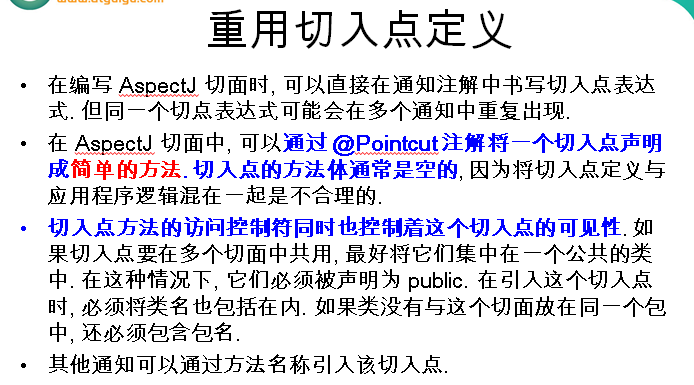 www.atguigu.com
重用切入点定义
• 在编写 AspectJ 切面时, 可以直接在通知注解中书写切入点表达
式. 但同一个切点表达式可能会在多个通知中重复出现.
• 在 AspectJ 切面中, 可以通过 @Pointcut 注解将一个切入点声明
成简单的方法. 切入点的方法体通常是空的, 因为将切入点定义与
应用程序逻辑混在一起是不合理的.
• 切入点方法的访问控制符同时也控制着这个切入点的可见性. 如
果切入点要在多个切面中共用, 最好将它们集中在一个公共的类
中. 在这种情况下, 它们必须被声明为 public. 在引入这个切入点
时, 必须将类名也包括在内. 如果类没有与这个切面放在同一个包
中, 还必须包含包名.
• 其他通知可以通过方法名称引入该切入点.